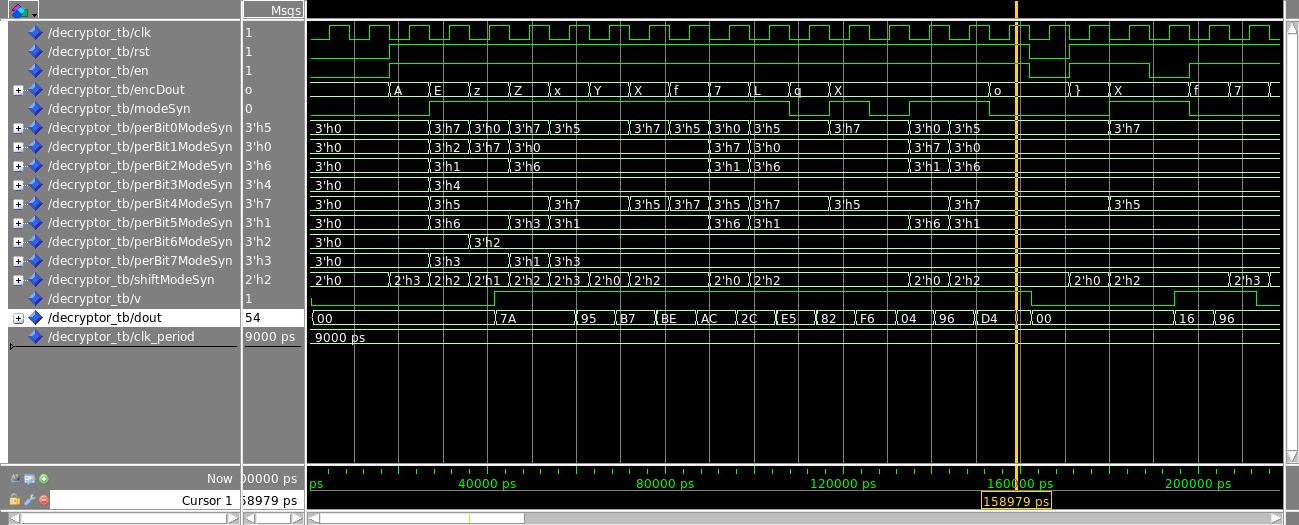 Msgs
/decryptor_tb/clk 1
/decryptor_tb/rst 1
/decryptor_tb/en 1
/decryptor_tb/encDout o A E z Z x Y X f 7 L q X o } X f 7
/decryptor_tb/modeSyn 0
/decryptor_tb/perBit0ModeSyn 3'h5 3'h0 3'h7 3'h0 3'h7 3'h5 3'h7 3'h5 3'h0 3'h5 3'h7 3'h0 3'h5 3'h7
/decryptor_tb/perBit1ModeSyn 3'h0 3'h0 3'h2 3'h7 3'h0 3'h7 3'h0 3'h7 3'h0
/decryptor_tb/perBit2ModeSyn 3'h6 3'h0 3'h1 3'h6 3'h1 3'h6 3'h1 3'h6
/decryptor_tb/perBit3ModeSyn 3'h4 3'h0 3'h4
/decryptor_tb/perBit4ModeSyn 3'h7 3'h0 3'h5 3'h7 3'h5 3'h7 3'h5 3'h7 3'h5 3'h7 3'h5
/decryptor_tb/perBit5ModeSyn 3'h1 3'h0 3'h6 3'h3 3'h1 3'h6 3'h1 3'h6 3'h1
/decryptor_tb/perBit6ModeSyn 3'h2 3'h0 3'h2
/decryptor_tb/perBit7ModeSyn 3'h3 3'h0 3'h3 3'h1 3'h3
/decryptor_tb/shiftModeSyn 2'h2 2'h0 2'h3 2'h2 2'h1 2'h2 2'h3 2'h0 2'h2 2'h0 2'h2 2'h0 2'h2 2'h0 2'h2 2'h3
/decryptor_tb/v 1
/decryptor_tb/dout 54 00 7A 95 B7 BE AC 2C E5 82 F6 04 96 D4 00 16 96
/decryptor_tb/clk_period 9000 ps 9000 ps
Now 00000 ps ps 40000 ps 80000 ps 120000 ps 160000 ps 200000 ps
Cursor 1 58979 ps 158979 ps